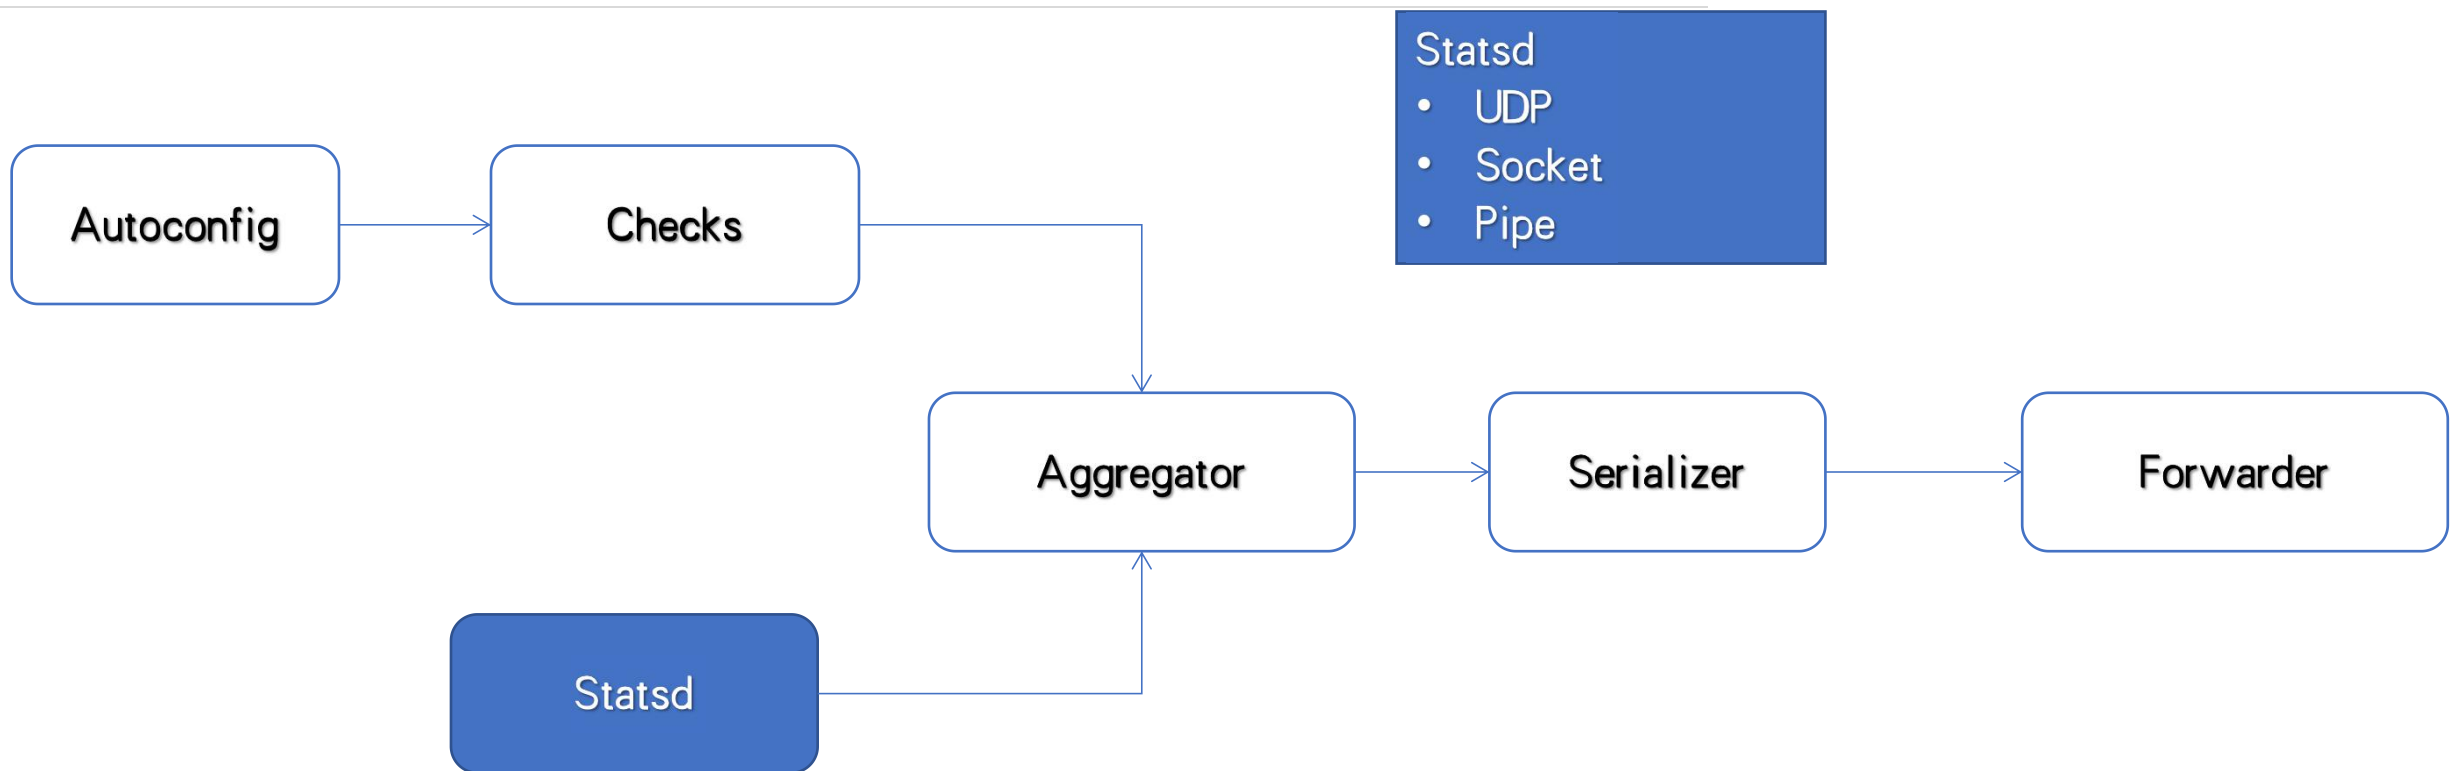 Statsd
• UDP
• Socket
• Pipe
Autoconfig
Checks
Aggregator
Serializer
Forwarder
Statsd